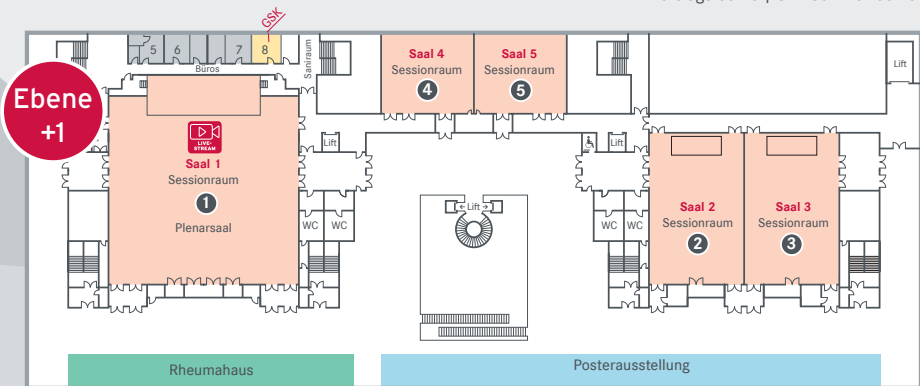 GSK
Ebene
+1
5
6
7
8
Büros
Saniraum
Saal 4
Sessionraum
4
Saal 5
Sessionraum
5
Lift
LIVE-
STREAM
Saal 1
Sessionraum
1
Plenarsaal
Lift
Lift
Saal 2
Sessionraum
2
Saal 3
Sessionraum
3
← Lift →
WC
WC
WC
WC
Rheumahaus
Posterausstellung